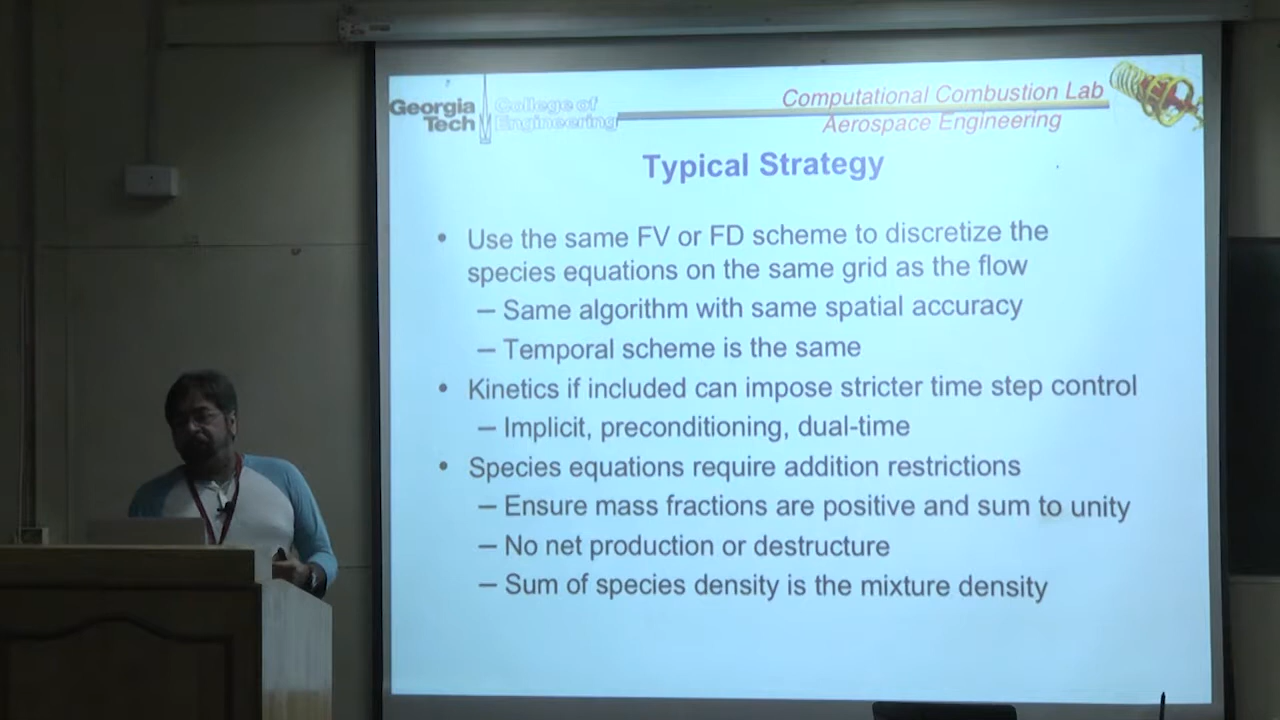 Georgia Tech
College of Engineering
Computational Combustion Lab
Aerospace Engineering
Typical Strategy
• Use the same FV or FD scheme to discretize the
species equations on the same grid as the flow
– Same algorithm with same spatial accuracy
– Temporal scheme is the same
• Kinetics if included can impose stricter time step control
– Implicit, preconditioning, dual-time
• Species equations require addition restrictions
– Ensure mass fractions are positive and sum to unity
– No net production or destructure
– Sum of species density is the mixture density